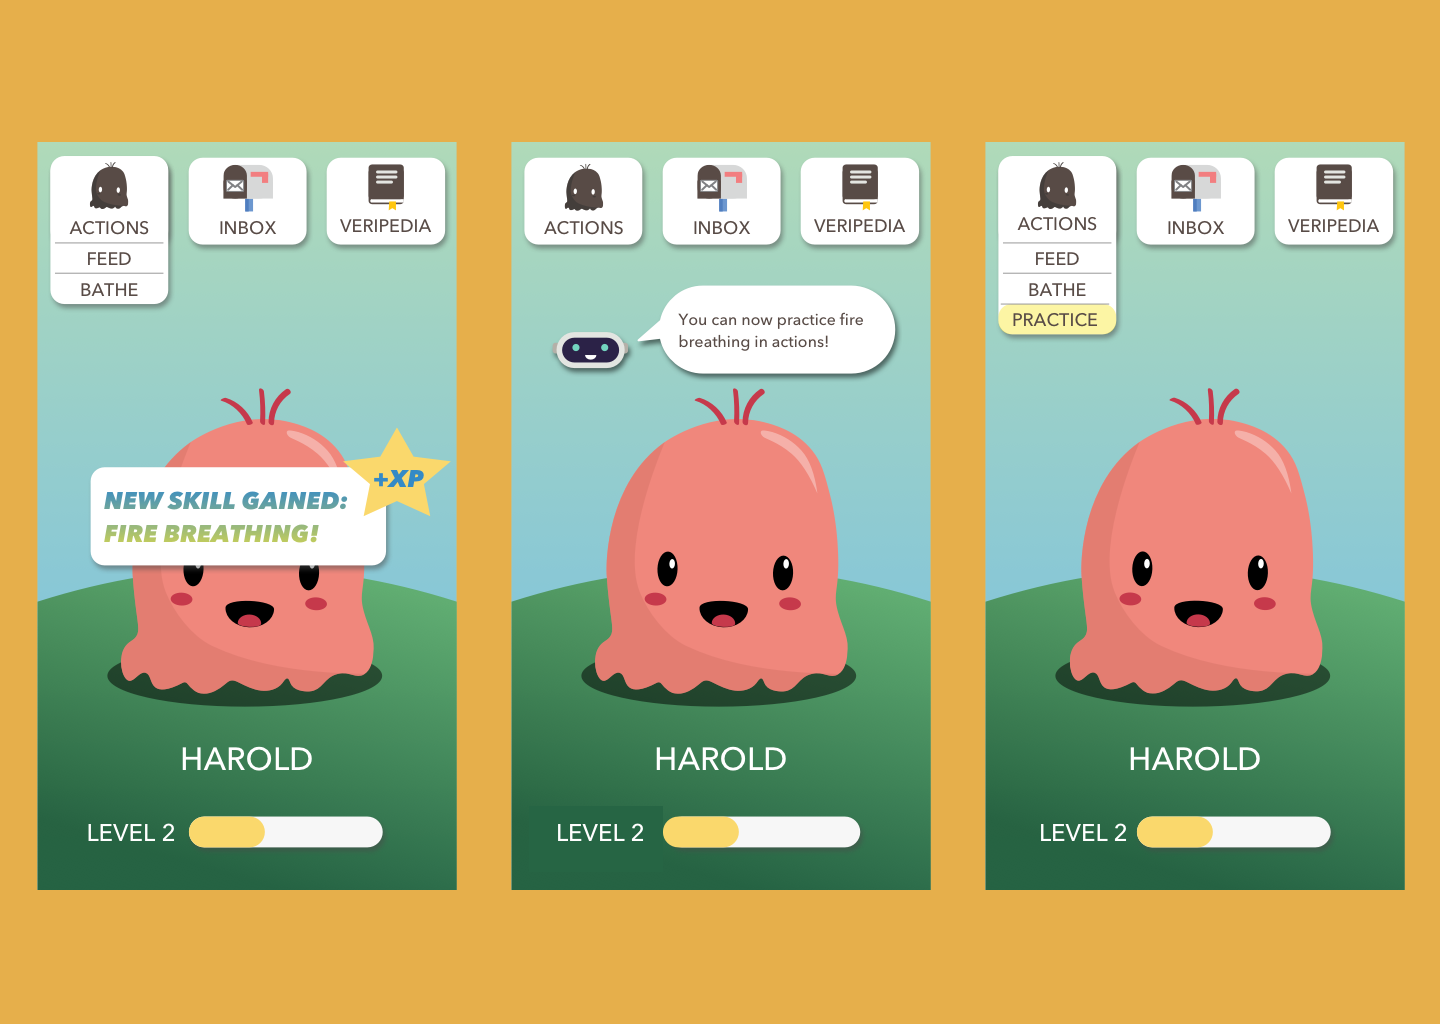 ACTIONS
FEED
BATHE
INBOX
VERIPEDIA
+XP
NEW SKILL GAINED:
FIRE BREATHING!
HAROLD
LEVEL 2
ACTIONS
INBOX
VERIPEDIA
You can now practice fire
breathing in actions!
HAROLD
LEVEL 2
ACTIONS
FEED
BATHE
PRACTICE
INBOX
VERIPEDIA
HAROLD
LEVEL 2